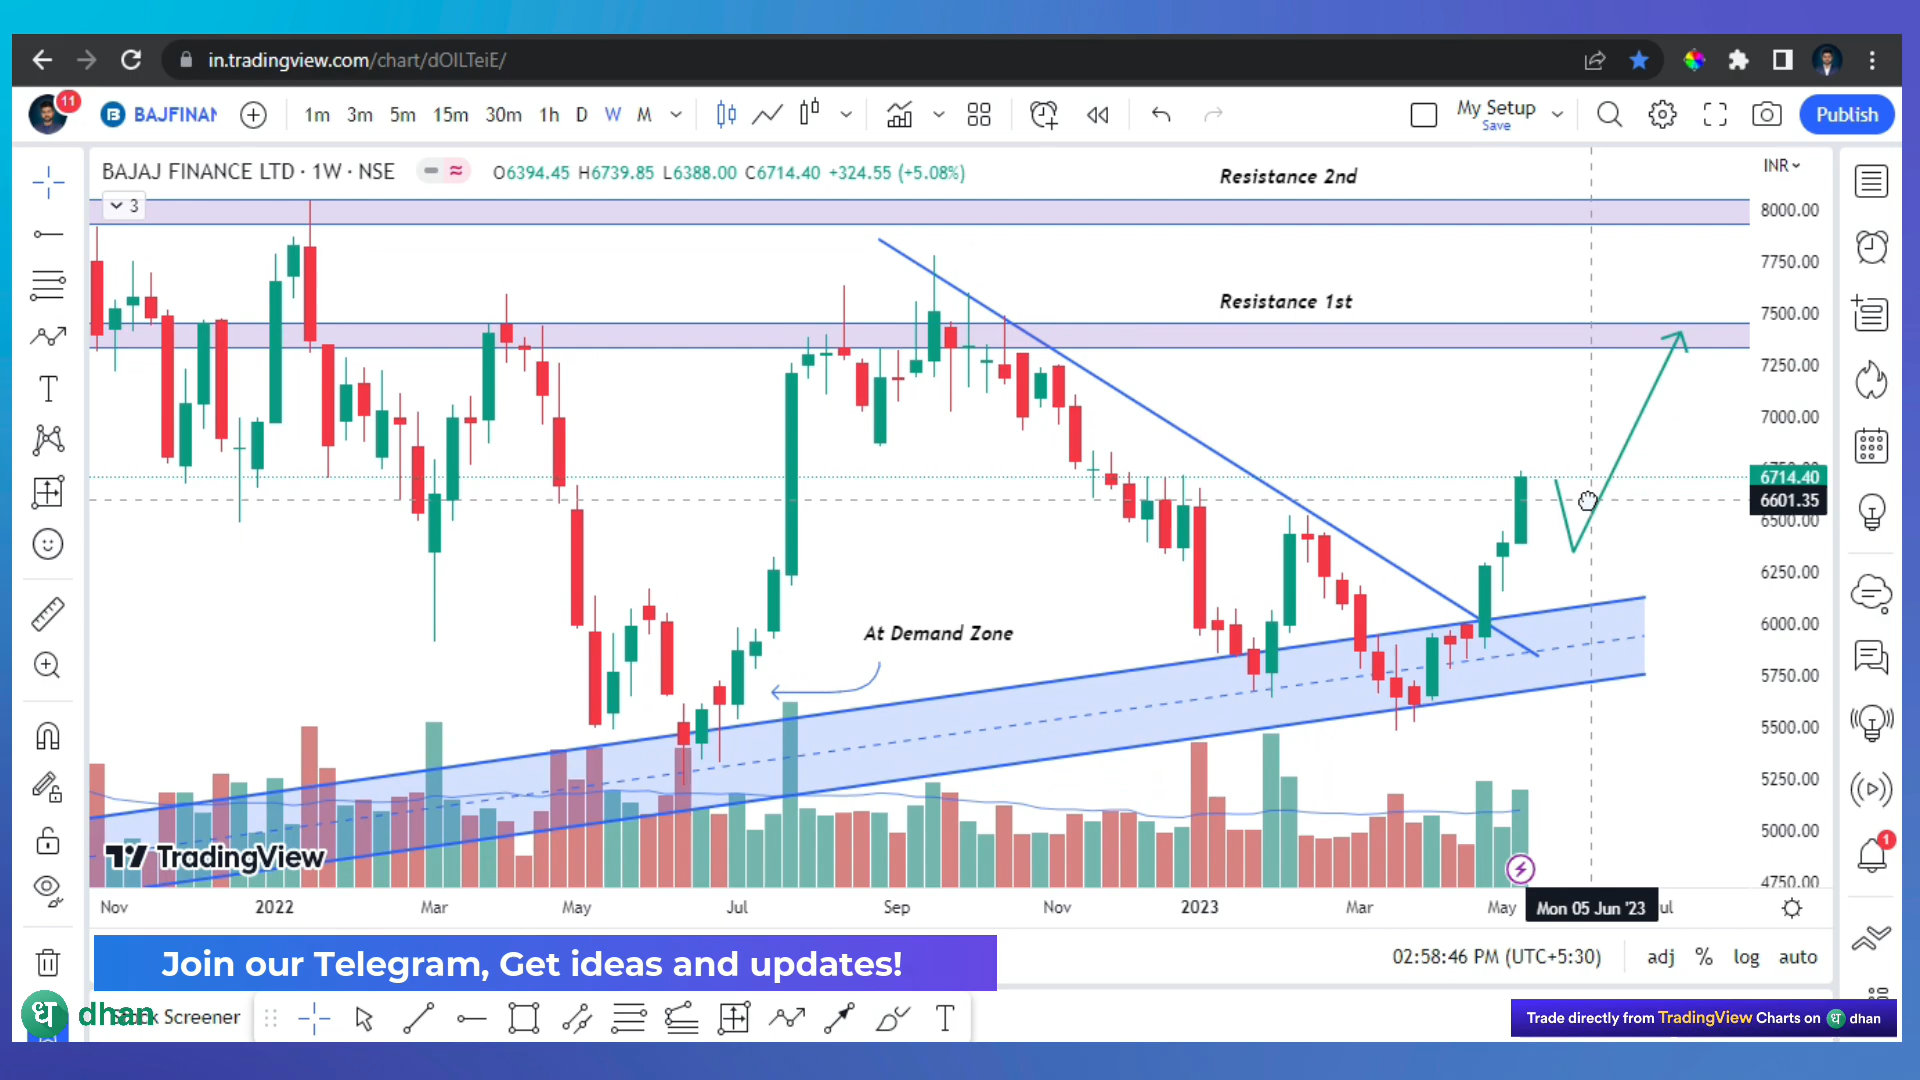 in.tradingview.com/chart/dOILTeiE/
11
B BAJFINAN 1m 3m 5m 15m 30m 1h D W M My Setup Save Publish
BAJAJ FINANCE LTD · 1W · NSE O6394.45 H6739.85 L6388.00 C6714.40 +324.55 (+5.08%)
INR
3
Resistance 2nd
8000.00
7750.00
Resistance 1st
7500.00
7250.00
7000.00
6714.40
6601.35
6500.00
6250.00
At Demand Zone
6000.00
5750.00
5500.00
5250.00
5000.00
4750.00
1
TradingView
Nov 2022 Mar May Jul Sep Nov 2023 Mar May Mon 05 Jun '23 ul
Join our Telegram, Get ideas and updates!
02:58:46 PM (UTC+5:30) adj % log auto
ध dhan
Screener
T
Trade directly from TradingView Charts on ध dhan